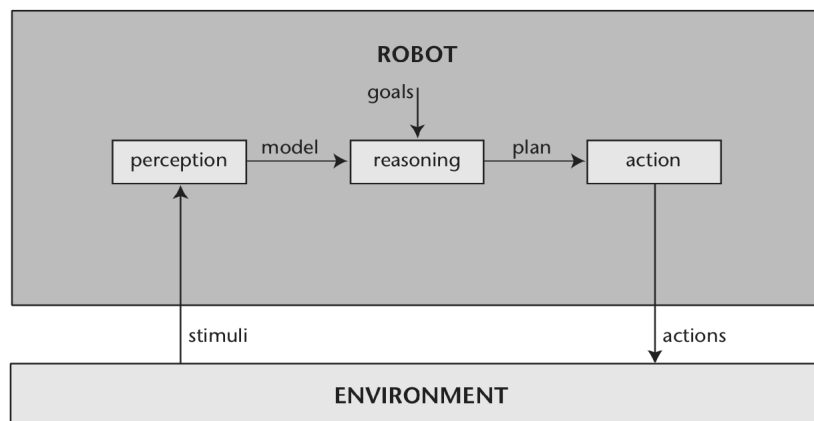 ROBOT
goals
perception
model
reasoning
plan
action
stimuli
actions
ENVIRONMENT